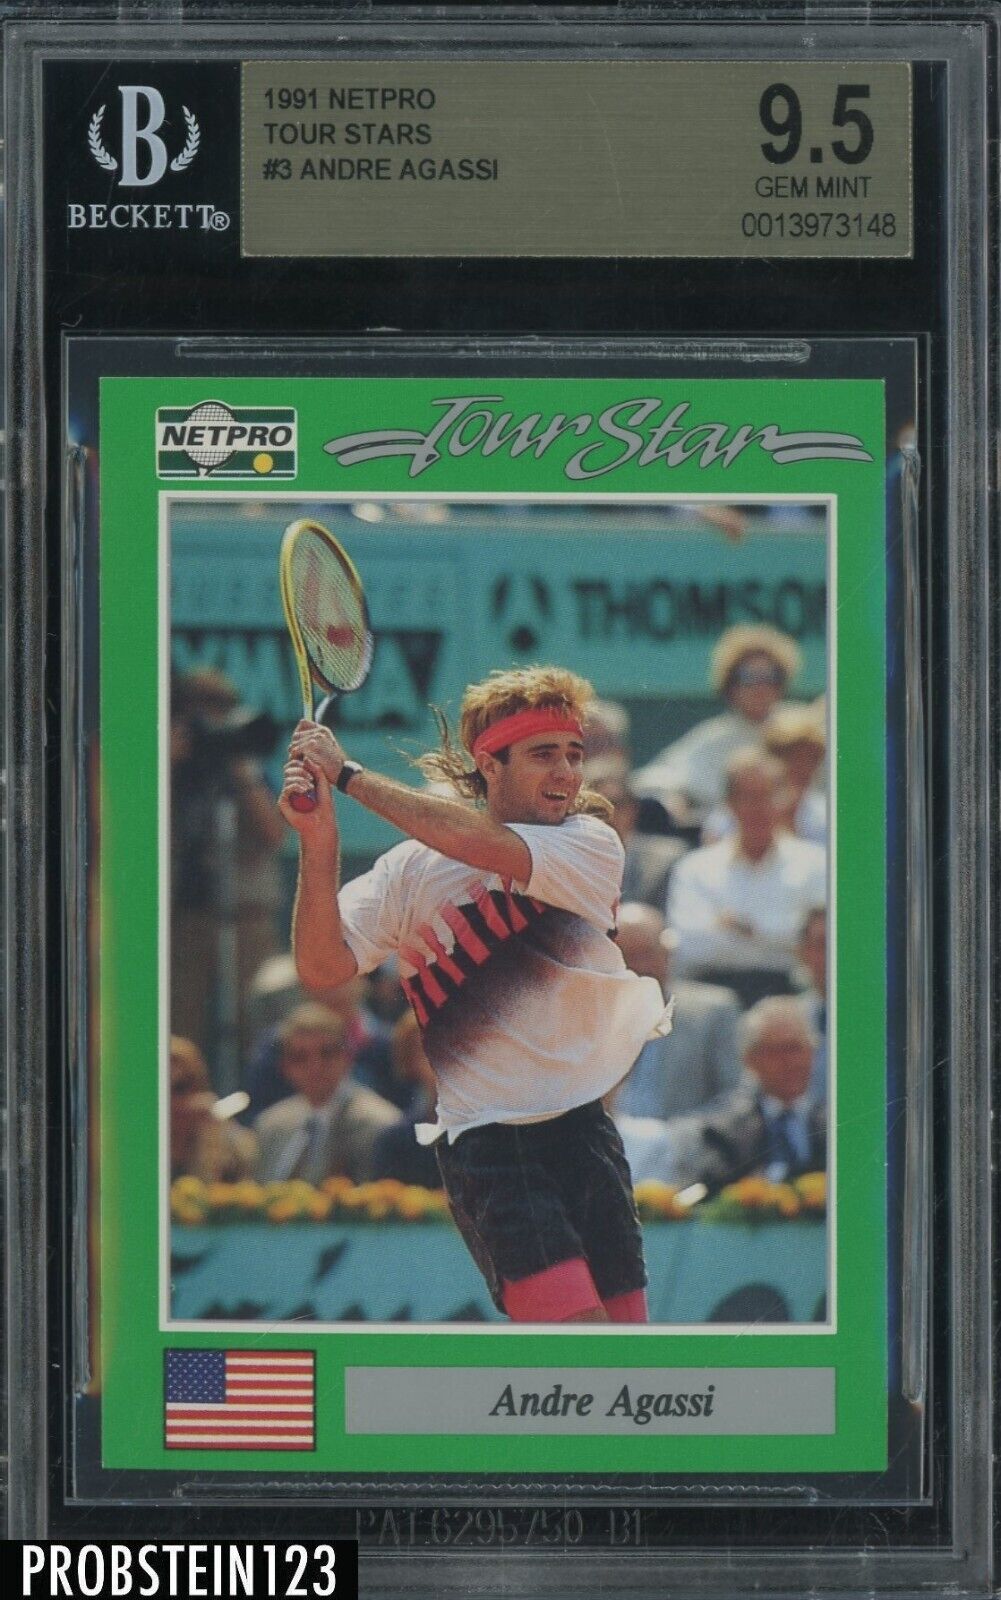 B
BECKETT®
1991 NETPRO
TOUR STARS
#3 ANDRE AGASSI
9.5
GEM MINT
0013973148
NETPRO
Tour Star
THOMSON
Andre Agassi
PAT 6295750 B1
PROBSTEIN123